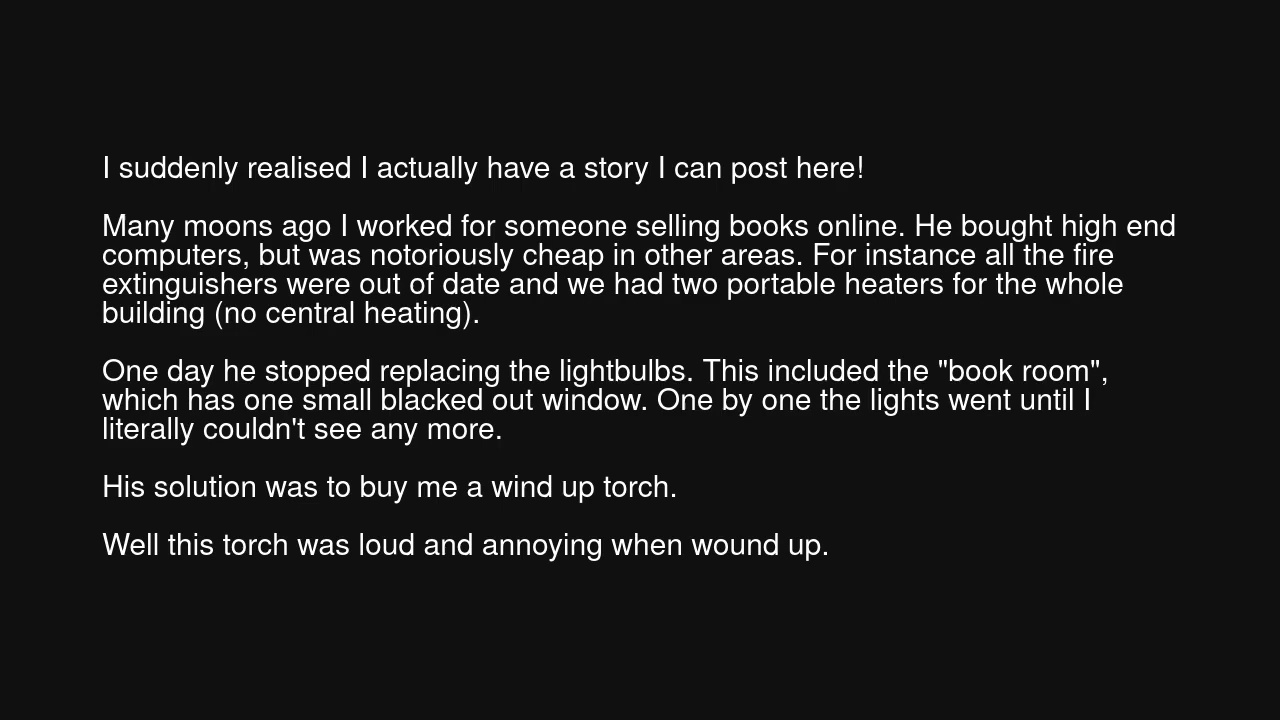 I suddenly realised I actually have a story I can post here!
Many moons ago I worked for someone selling books online. He bought high end
computers, but was notoriously cheap in other areas. For instance all the fire
extinguishers were out of date and we had two portable heaters for the whole
building (no central heating).
One day he stopped replacing the lightbulbs. This included the "book room",
which has one small blacked out window. One by one the lights went until I
literally couldn't see any more.
His solution was to buy me a wind up torch.
Well this torch was loud and annoying when wound up.